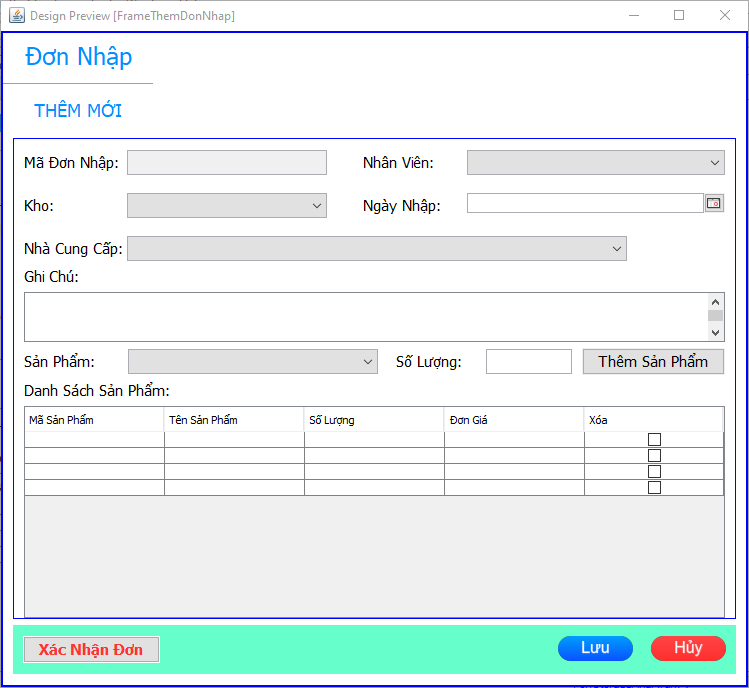 Design Preview [FrameThemDonNhap]
Đơn Nhập
THÊM MỚI
Mã Đơn Nhập: Nhân Viên:
Kho: Ngày Nhập:
Nhà Cung Cấp:
Ghi Chú:
Sản Phẩm: Số Lượng: Thêm Sản Phẩm
Danh Sách Sản Phẩm:
Mã Sản Phẩm Tên Sản Phẩm Số Lượng Đơn Giá Xóa
Xác Nhận Đơn Lưu Hủy